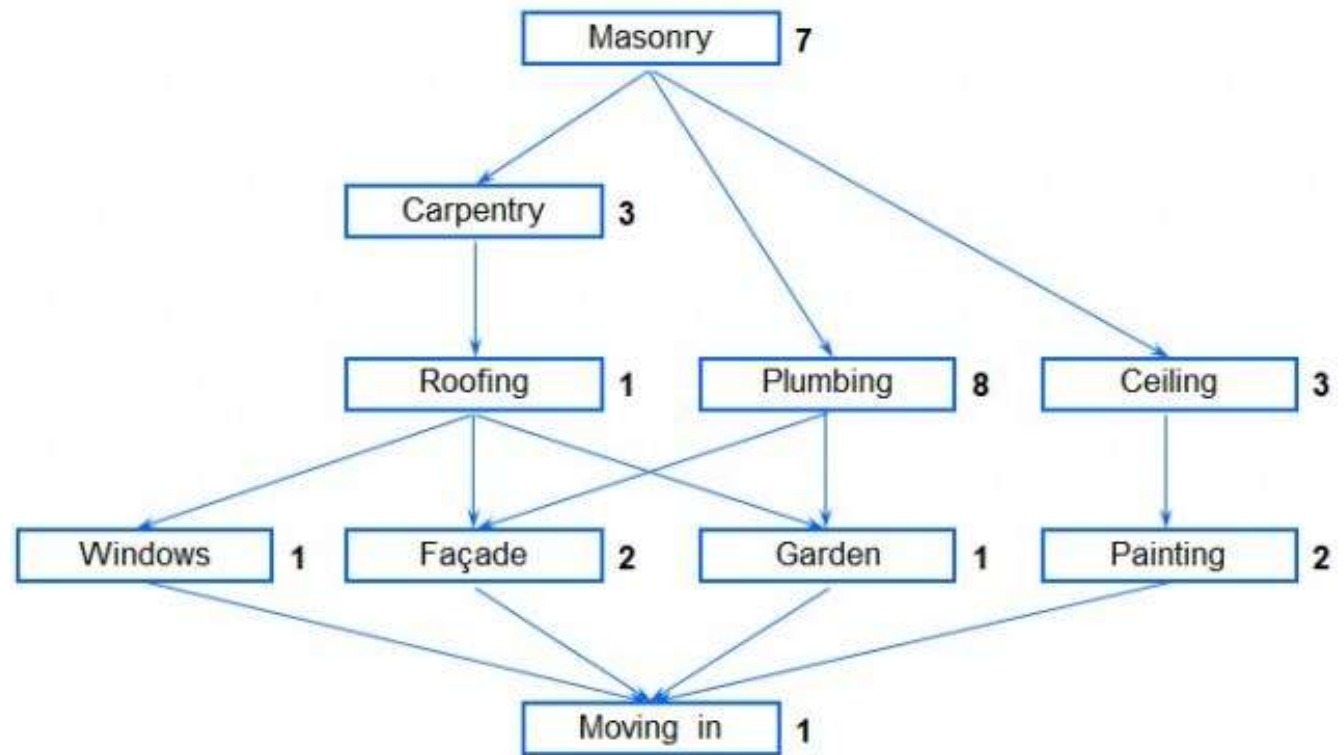 Masonry 7
Carpentry 3
Roofing 1 Plumbing 8 Ceiling 3
Windows 1 Façade 2 Garden 1 Painting 2
Moving in 1